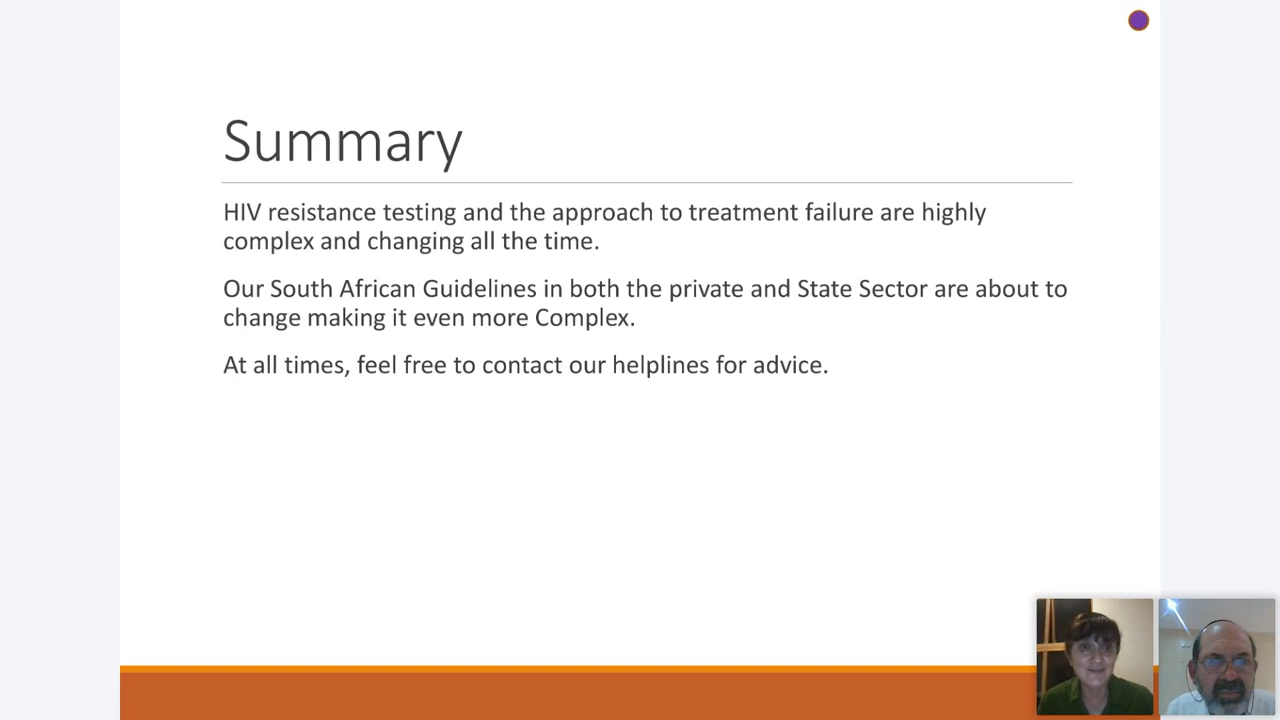 Summary
HIV resistance testing and the approach to treatment failure are highly
complex and changing all the time.
Our South African Guidelines in both the private and State Sector are about to
change making it even more Complex.
At all times, feel free to contact our helplines for advice.